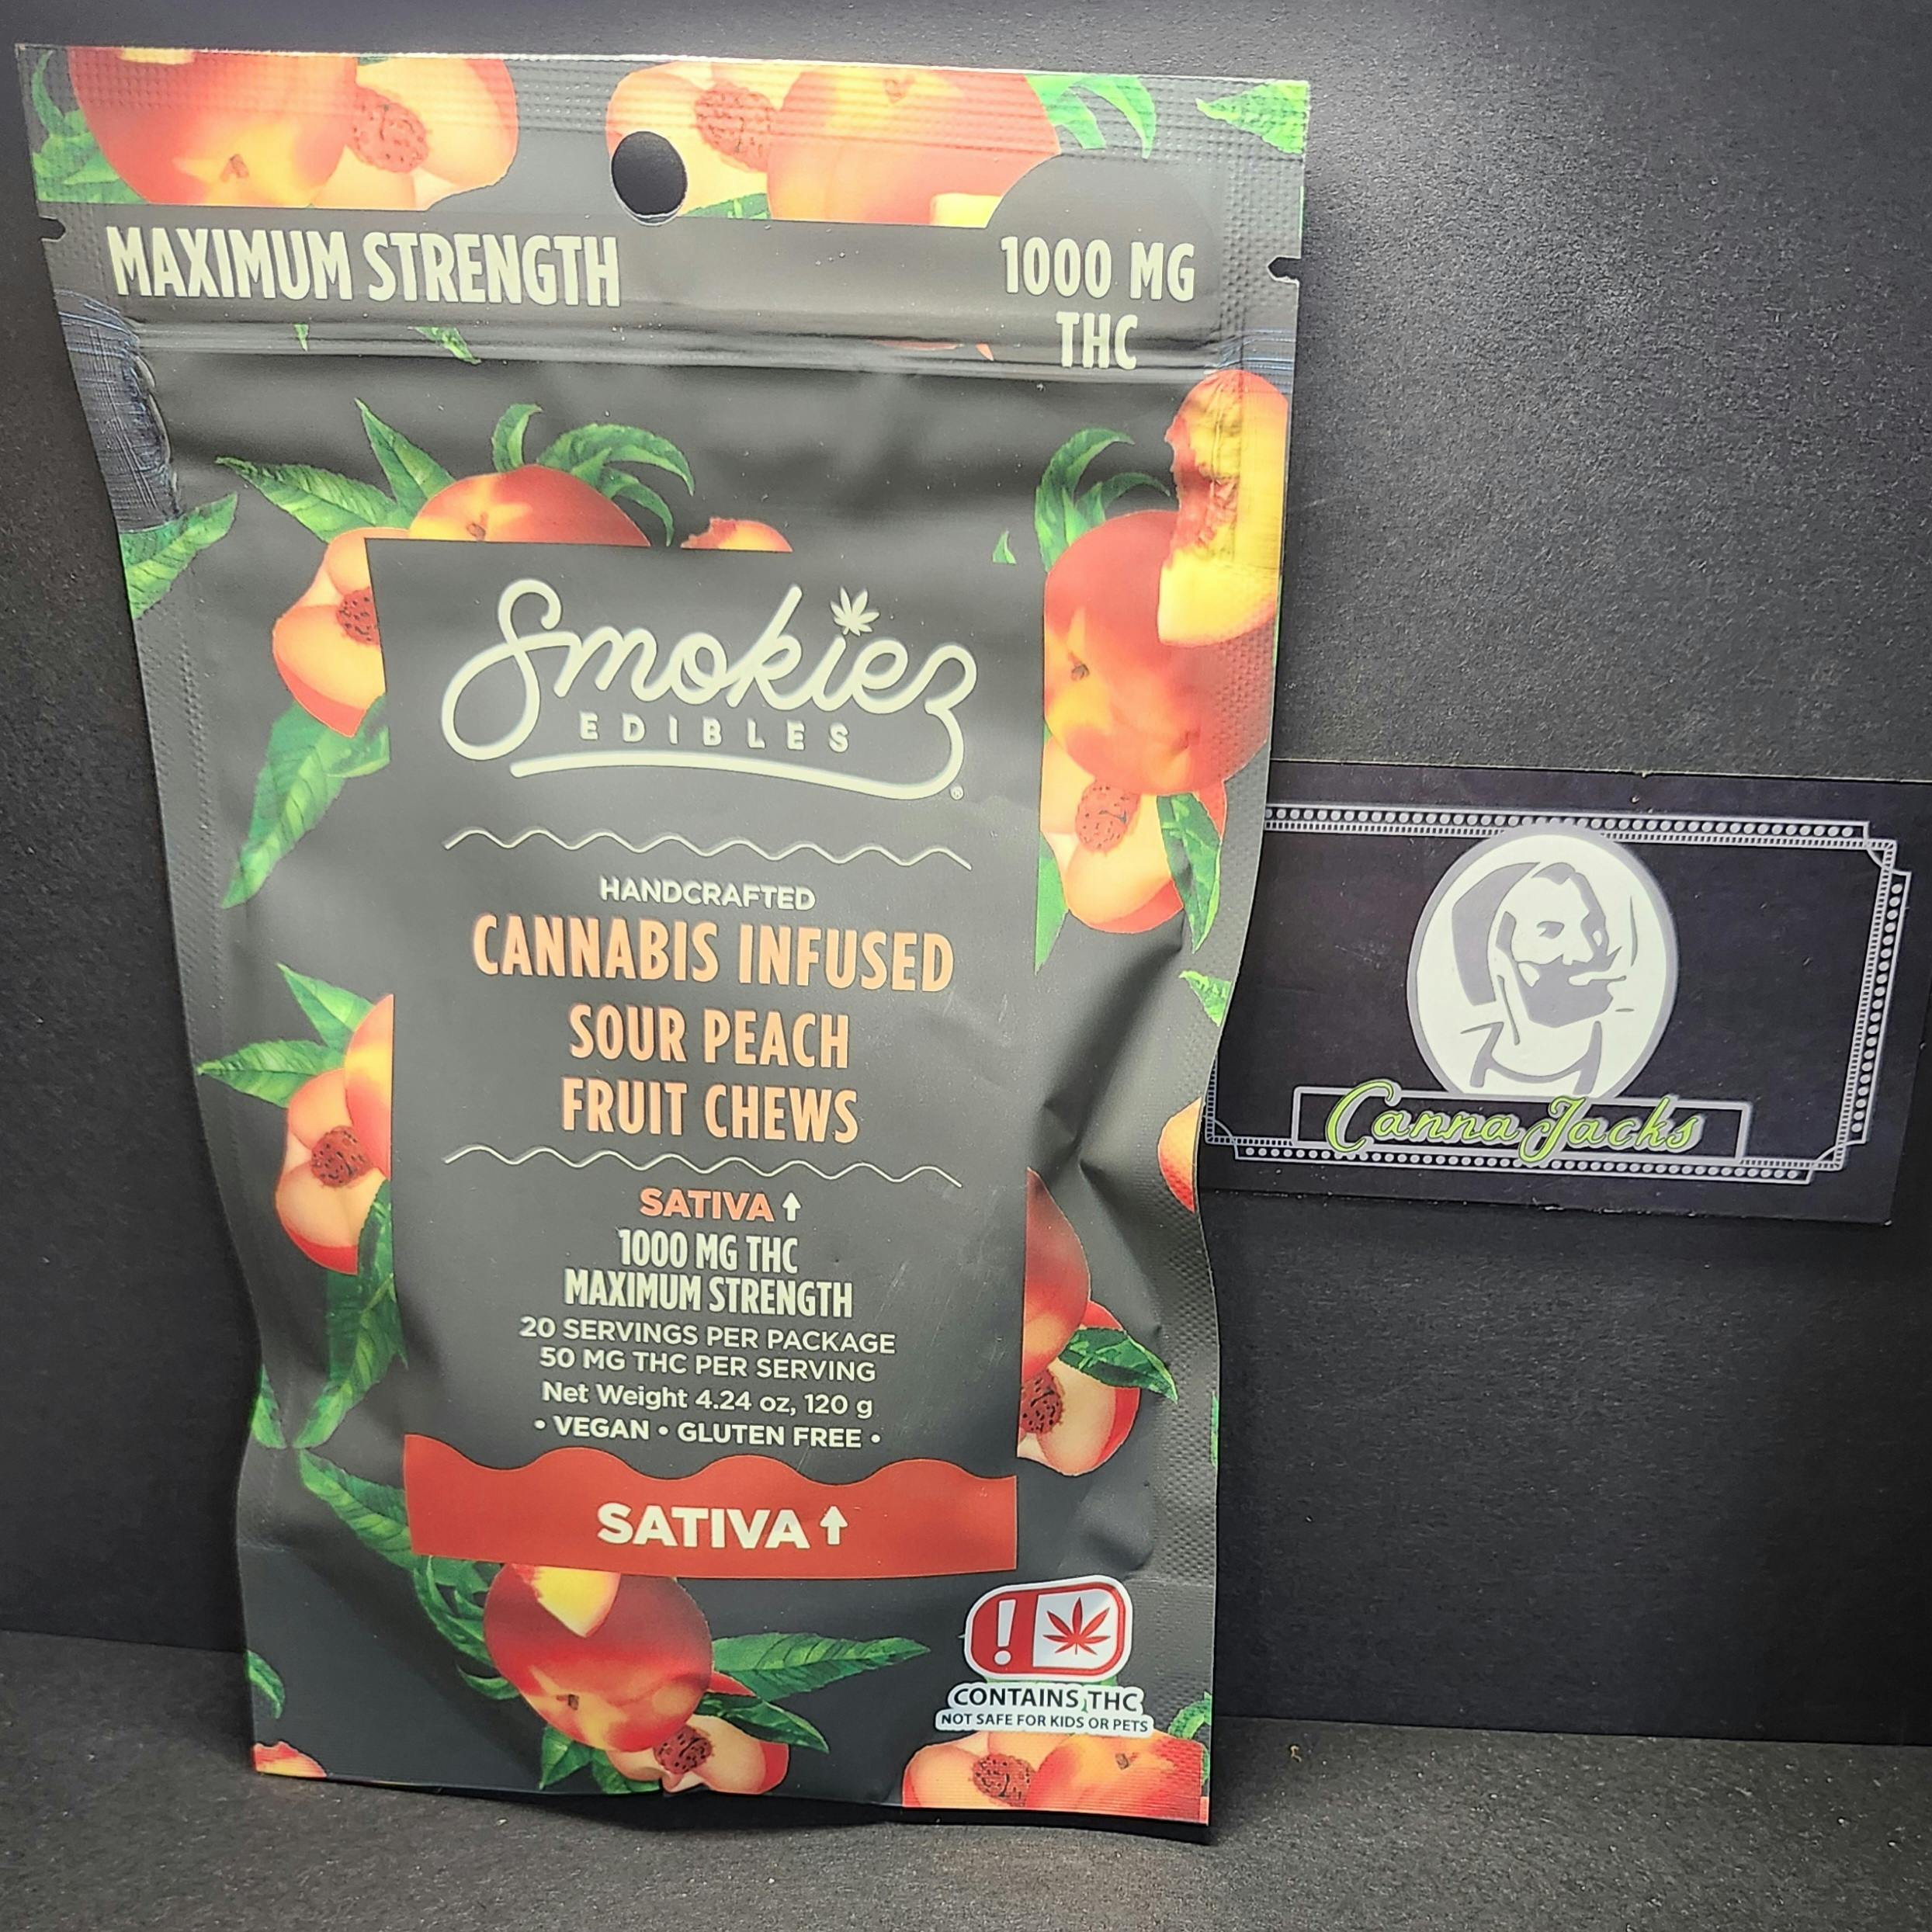 MAXIMUM STRENGTH
1000 MG
THC
Smokiez
EDIBLES
®
HANDCRAFTED
CANNABIS INFUSED
SOUR PEACH
FRUIT CHEWS
SATIVA ↑
1000 MG THC
MAXIMUM STRENGTH
20 SERVINGS PER PACKAGE
50 MG THC PER SERVING
Net Weight 4.24 oz, 120 g
• VEGAN • GLUTEN FREE •
SATIVA ↑
!
CONTAINS THC
NOT SAFE FOR KIDS OR PETS
Canna Jacks